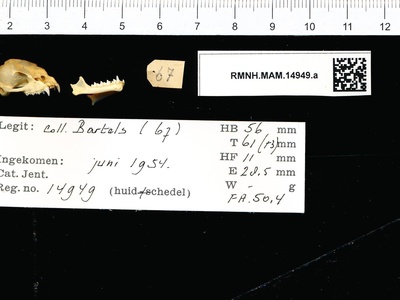 2 3 4 5 6 7 8 9 10 11 12
67
RMNH.MAM.14949.a
Legit: coll. Bartels (67)
HB 56 mm
T 61 (13) mm
Ingekomen: juni 1954.
HF 11 mm
Cat. Jent.
E 28.5 mm
Reg. no. 14949 (huid+schedel)
W - g
FA. 50,4